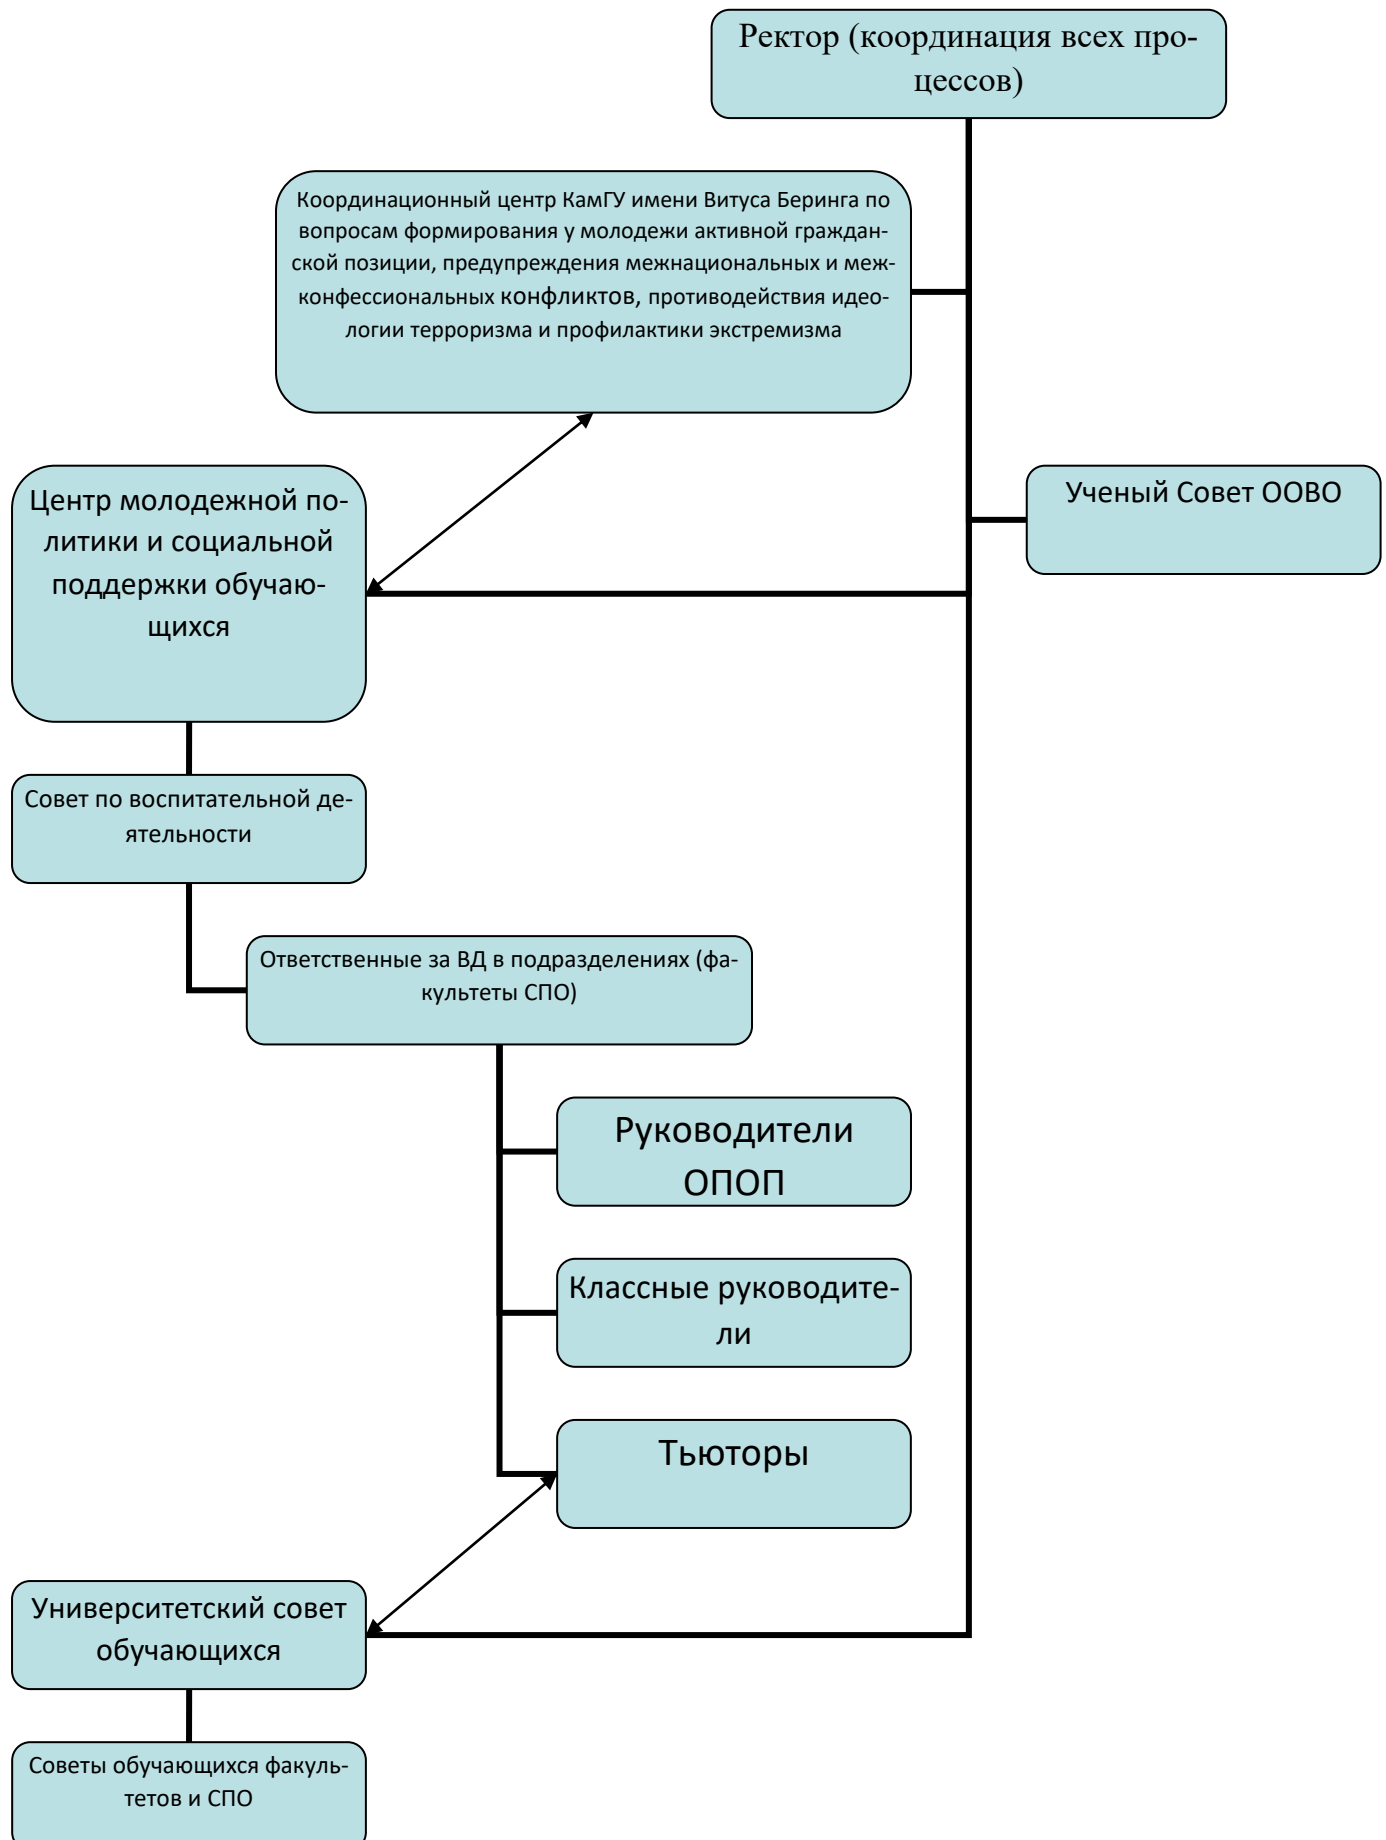 Ректор (координация всех про-
цессов)
Координационный центр КамГУ имени Витуса Беринга по
вопросам формирования у молодежи активной граждан-
ской позиции, предупреждения межнациональных и меж-
конфессиональных конфликтов, противодействия идео-
логии терроризма и профилактики экстремизма
Центр молодежной по-
литики и социальной
поддержки обучаю-
щихся
Ученый Совет ООВО
Совет по воспитательной де-
ятельности
Ответственные за ВД в подразделениях (фа-
культеты СПО)
Руководители
ОПОП
Классные руководите-
ли
Тьюторы
Университетский совет
обучающихся
Советы обучающихся факуль-
тетов и СПО